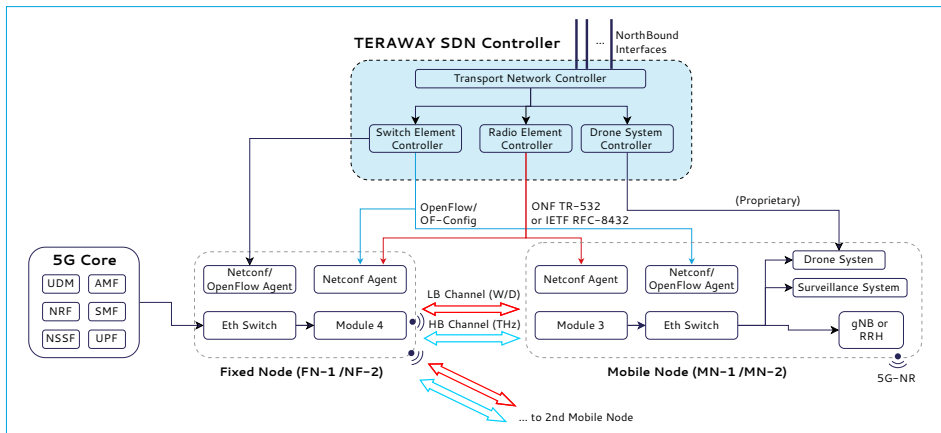 TERAWAY SDN Controller
...
NorthBound
Interfaces
Transport Network Controller
Switch Element
Controller
Radio Element
Controller
Drone System
Controller
OpenFlow/
OF-Config
ONF TR-532
or IETF RFC-8432
(Proprietary)
5G Core
UDM
AMF
NRF
SMF
NSSF
UPF
Netconf/
OpenFlow Agent
Netconf Agent
Eth Switch
Module 4
Fixed Node (FN-1 /NF-2)
LB Channel (W/D)
HB Channel (THz)
... to 2nd Mobile Node
Netconf Agent
Netconf/
OpenFlow Agent
Drone Systen
Surveillance System
Module 3
Eth Switch
gNB or
RRH
Mobile Node (MN-1 /MN-2)
5G-NR